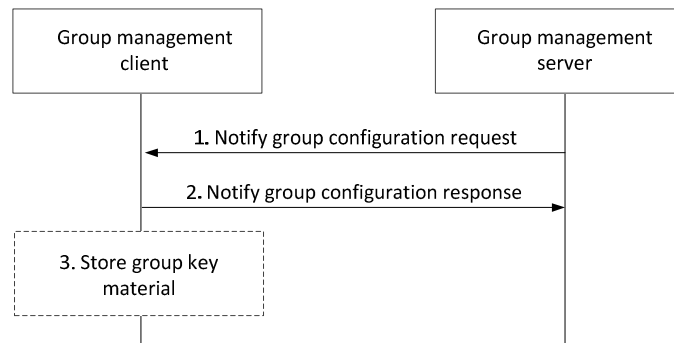 Group management
client
Group management
server
1. Notify group configuration request
2. Notify group configuration response
3. Store group key
material